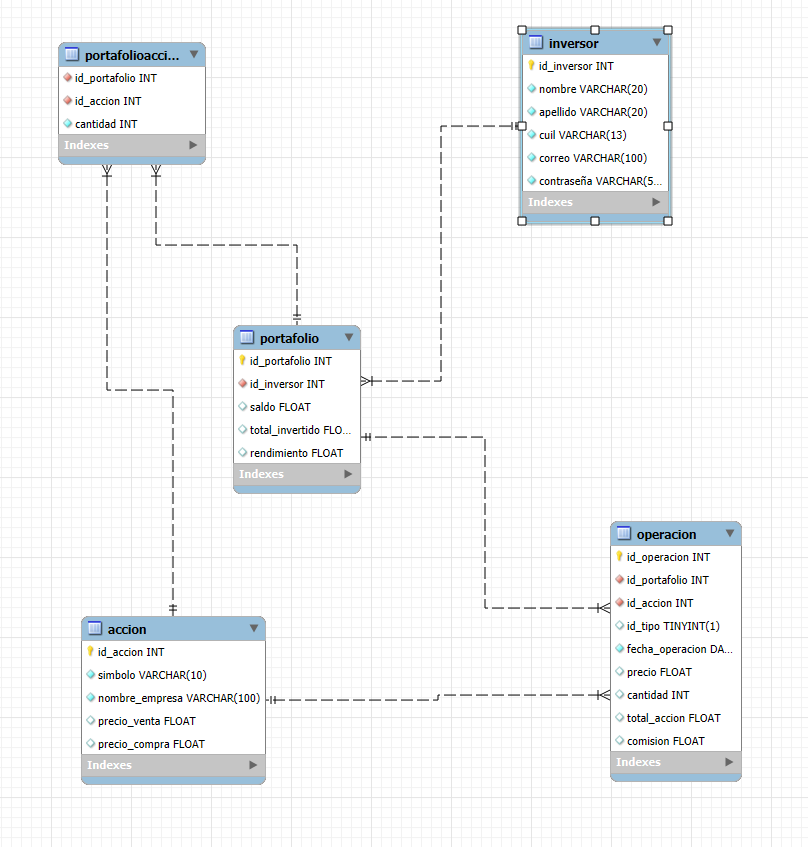 portafolioacci...
id_portafolio INT
id_accion INT
cantidad INT
Indexes
inversor
id_inversor INT
nombre VARCHAR(20)
apellido VARCHAR(20)
cuil VARCHAR(13)
correo VARCHAR(100)
contraseña VARCHAR(5...
Indexes
portafolio
id_portafolio INT
id_inversor INT
saldo FLOAT
total_invertido FLO...
rendimiento FLOAT
Indexes
accion
id_accion INT
simbolo VARCHAR(10)
nombre_empresa VARCHAR(100)
precio_venta FLOAT
precio_compra FLOAT
Indexes
operacion
id_operacion INT
id_portafolio INT
id_accion INT
id_tipo TINYINT(1)
fecha_operacion DA...
precio FLOAT
cantidad INT
total_accion FLOAT
comision FLOAT
Indexes